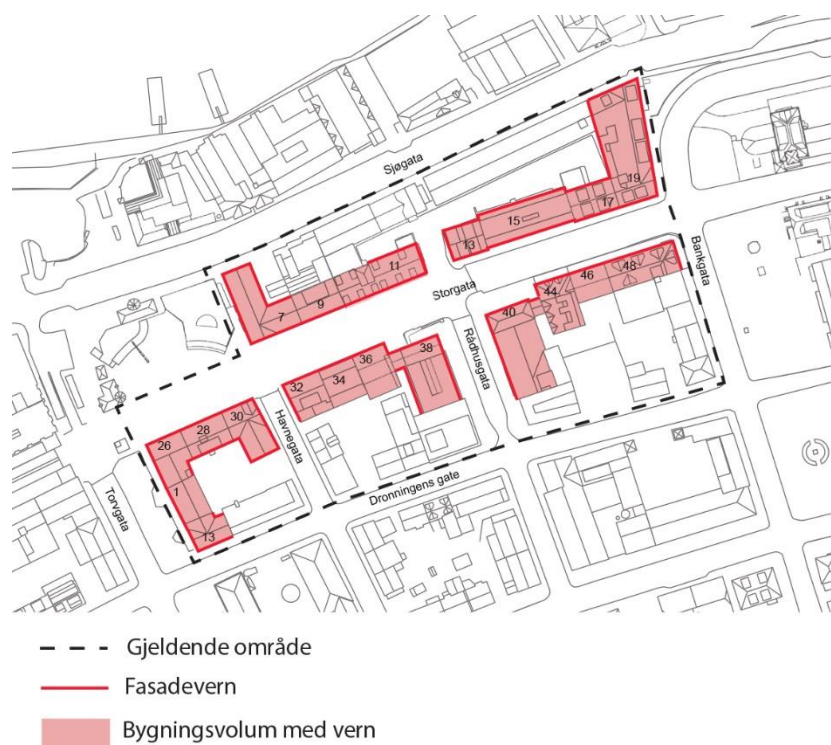 Sjøgata
19
17
15
13
Bankgata
11
Storgata
48
46
44
9
7
40
Rådhusgata
38
36
34
32
30
Havnegata
28
26
1
Dronningens gate
Torvgata
13
Gjeldende område
Fasadevern
Bygningsvolum med vern